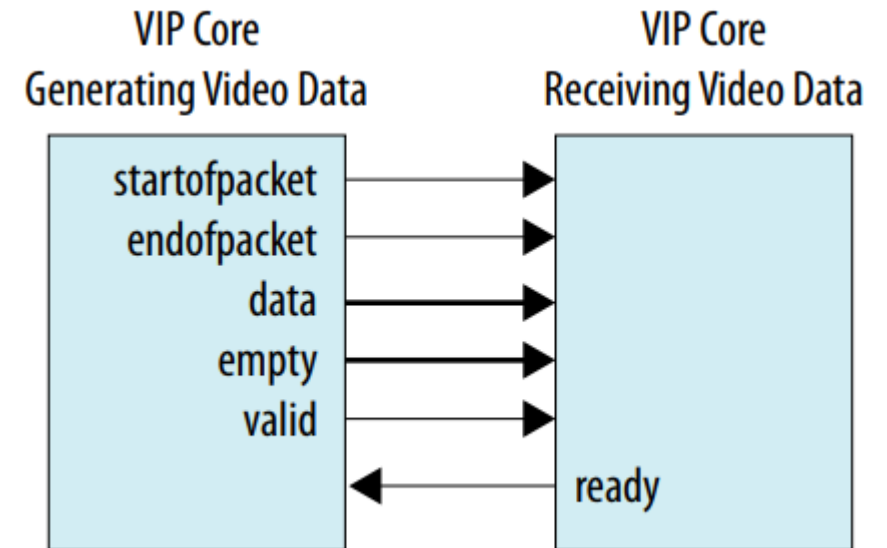 VIP Core
Generating Video Data
VIP Core
Receiving Video Data
startofpacket
endofpacket
data
empty
valid
ready